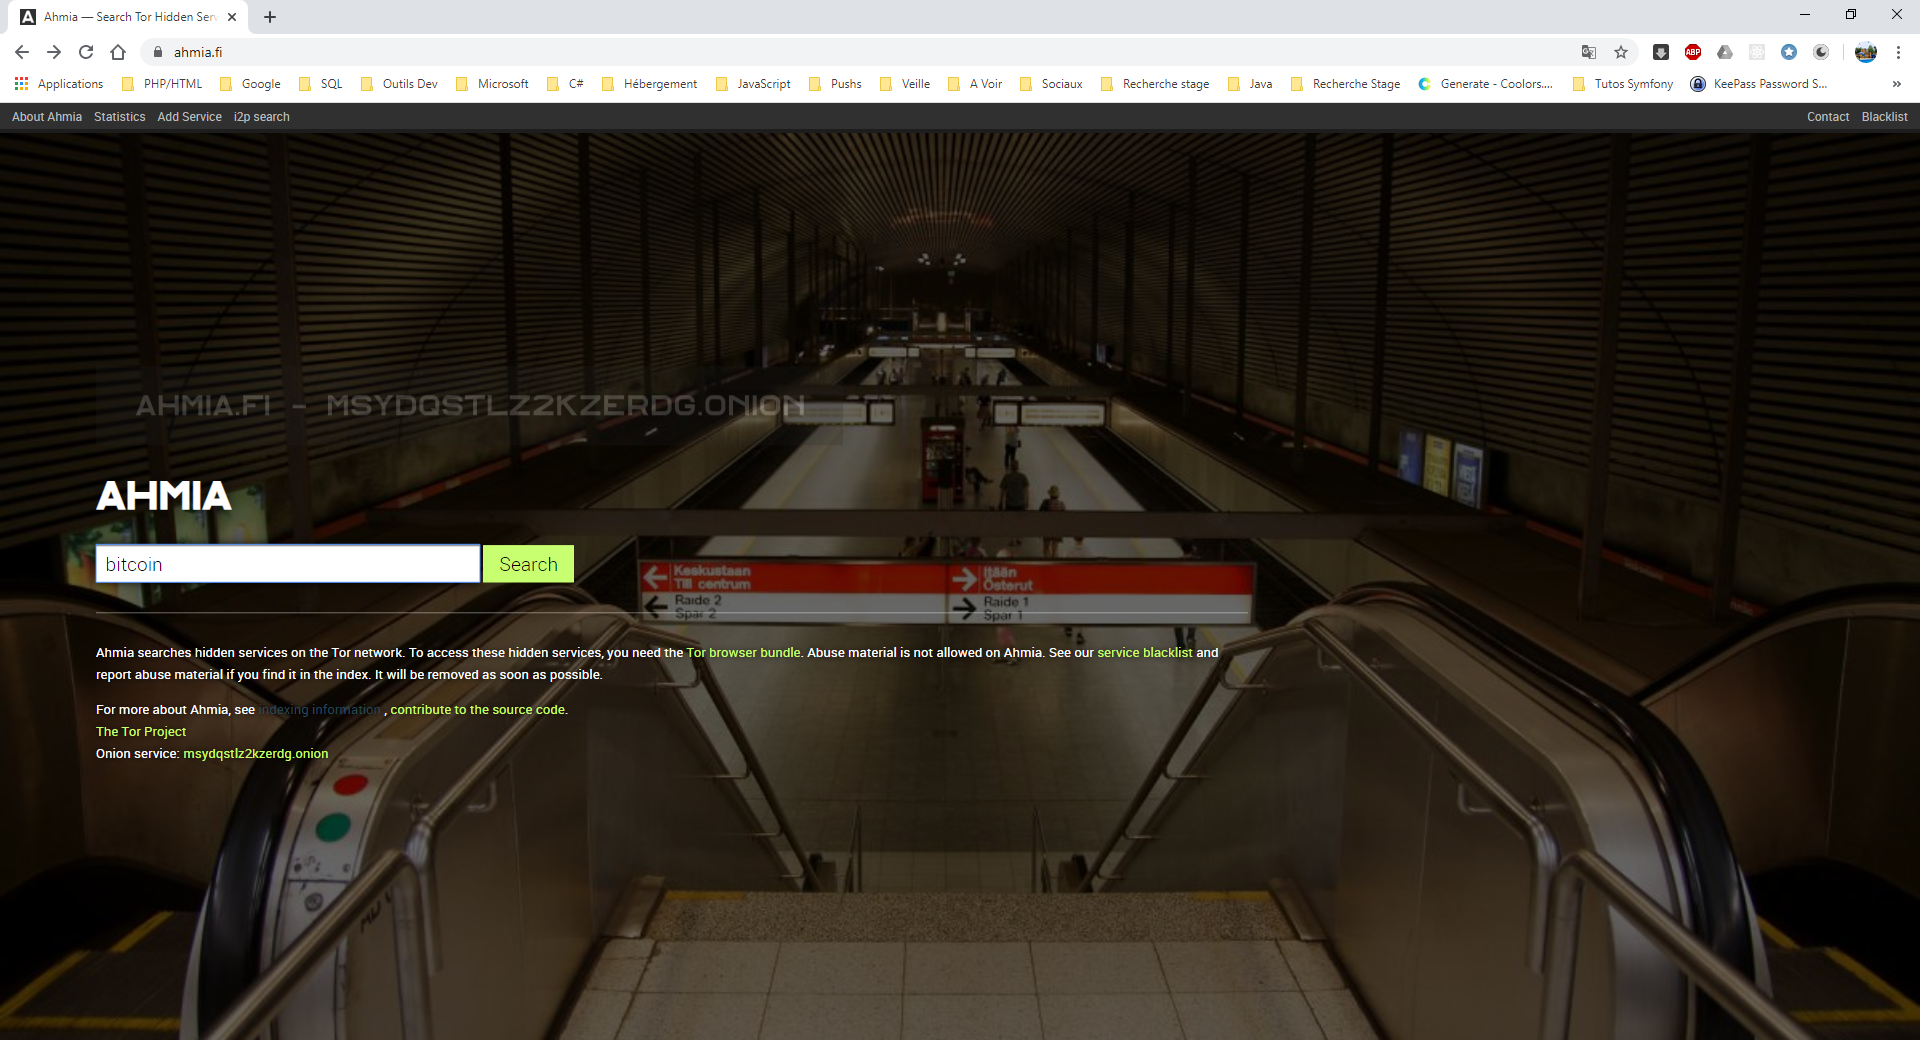 Ahmia — Search Tor Hidden Serv
ahmia.fi
Applications PHP/HTML Google SQL Outils Dev Microsoft C# Hébergement JavaScript Pushs Veille A Voir Sociaux Recherche stage Java Recherche Stage Generate - Coolors.... Tutos Symfony KeePass Password S... »
About Ahmia Statistics Add Service i2p search Contact Blacklist
AHMIA.FI - MSYDQSTLZ2KZERDG.ONION
AHMIA
bitcoin Search
Keskustaan
Till centrum
Raide 2
Spår 2
Itään
Österut
Raide 1
Spår 1
Ahmia searches hidden services on the Tor network. To access these hidden services, you need the Tor browser bundle. Abuse material is not allowed on Ahmia. See our service blacklist and
report abuse material if you find it in the index. It will be removed as soon as possible.
For more about Ahmia, see indexing information , contribute to the source code.
The Tor Project
Onion service: msydqstlz2kzerdg.onion